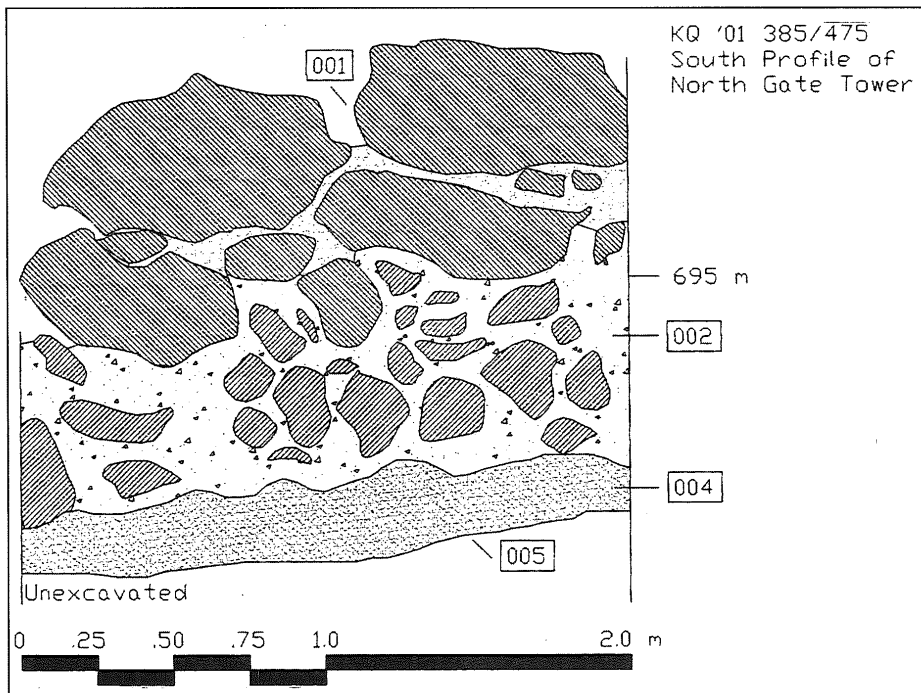 KQ '01 385/475
South Profile of
North Gate Tower
001
695 m
002
004
005
Unexcavated
0 .25 .50 .75 1.0 2.0 m